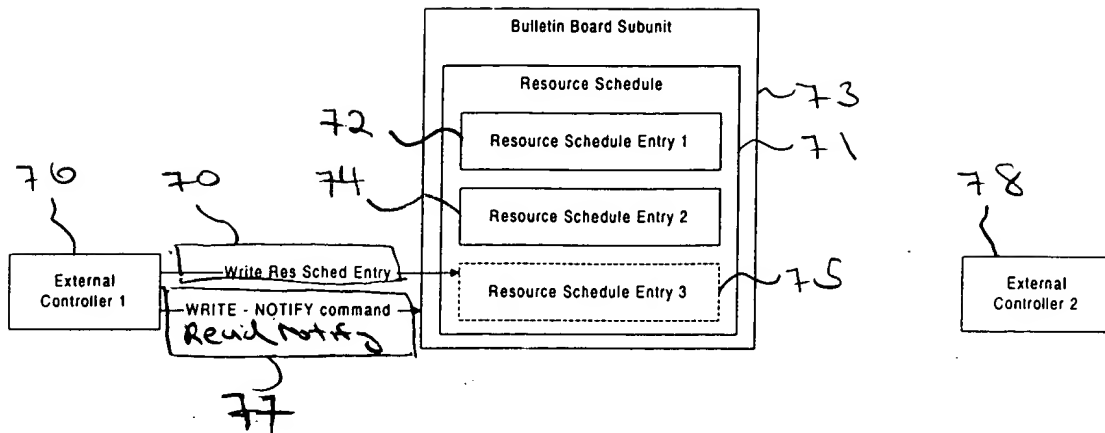 Bulletin Board Subunit
Resource Schedule
73
72
Resource Schedule Entry 1
71
76
70
74
Resource Schedule Entry 2
78
Write Res Sched Entry
Resource Schedule Entry 3
75
External
Controller 1
WRITE - NOTIFY command
Read Notify
External
Controller 2
77